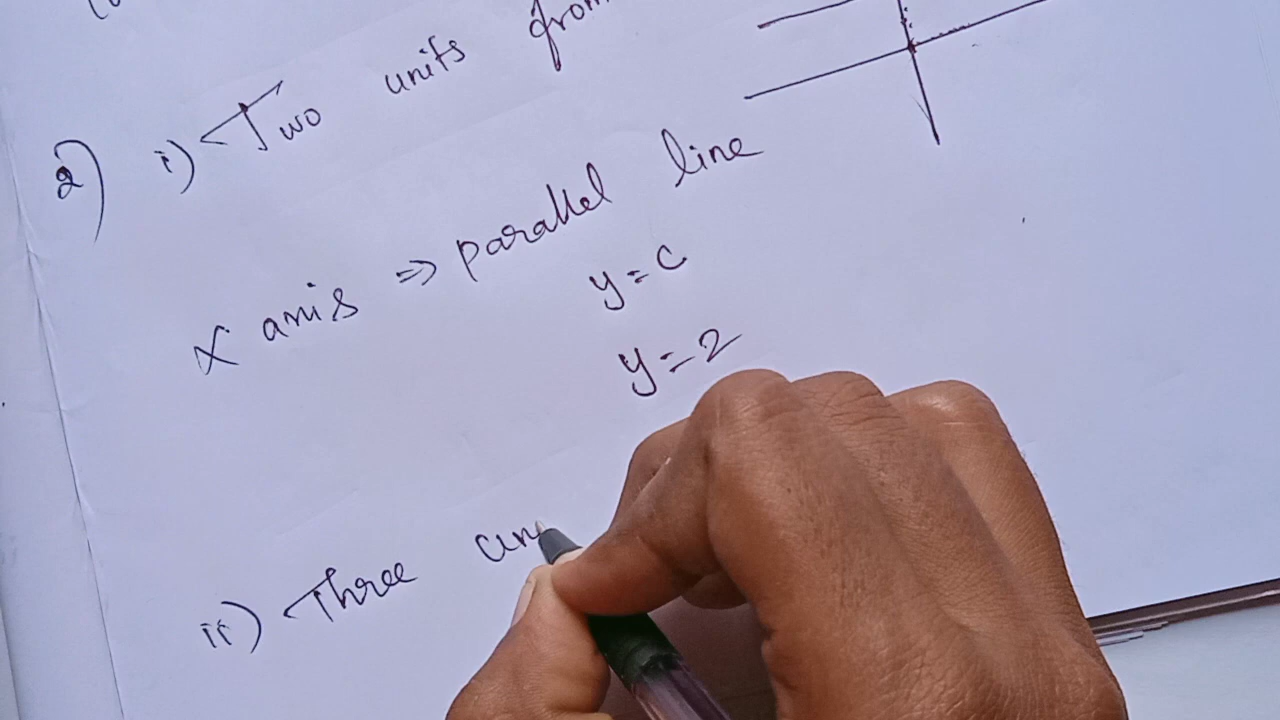 2) i) Two units from
X axis ⇒ parallel line
y = c
y = 2
ii) Three un